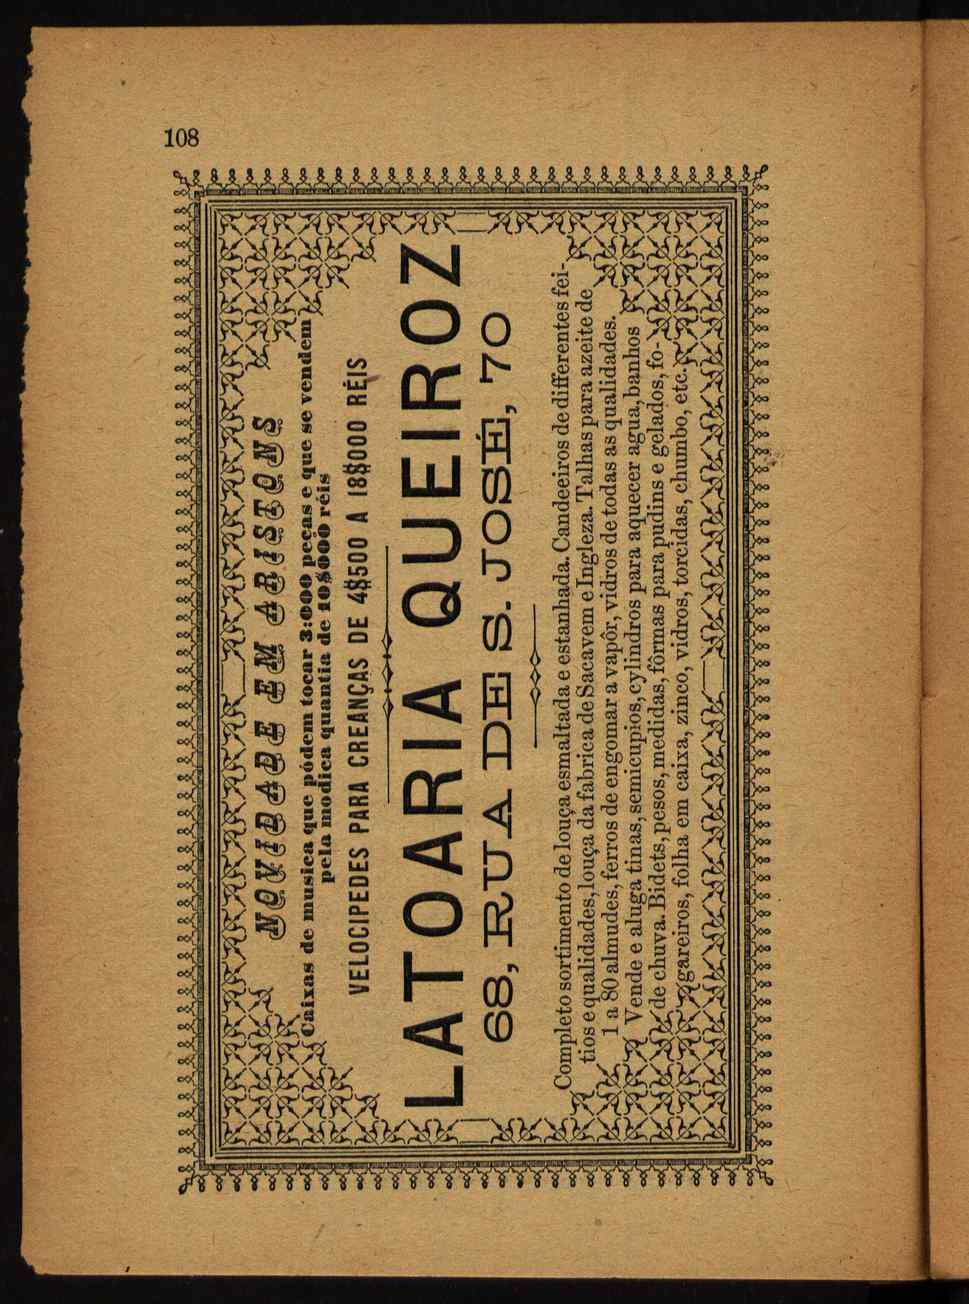 108
NOVIDADE EM ARISTONS
Caixas de musica que pódem tocar 3:000 peças e que se vendem
pela modica quantia de 10$000 réis
VELOCIPEDES PARA CREANÇAS DE 4$500 A 18$000 RÉIS
LATOARIA QUEIROZ
68, RUA DE S. JOSÉ, 70
Completo sortimento de louça esmaltada e estanhada. Candeeiros de differentes fei-
tios e qualidades, louça da fabrica de Sacavem e Ingleza. Talhas para azeite de
1 a 80 almudes, ferros de engomar a vapôr, vidros de todas as qualidades.
Vende e aluga tinas, semicupios, cylindros para aquecer agua, banhos
de chuva. Bidets, pesos, medidas, fôrmas para pudins e gelados, fo-
gareiros, folha em caixa, zinco, vidros, torcidas, chumbo, etc.